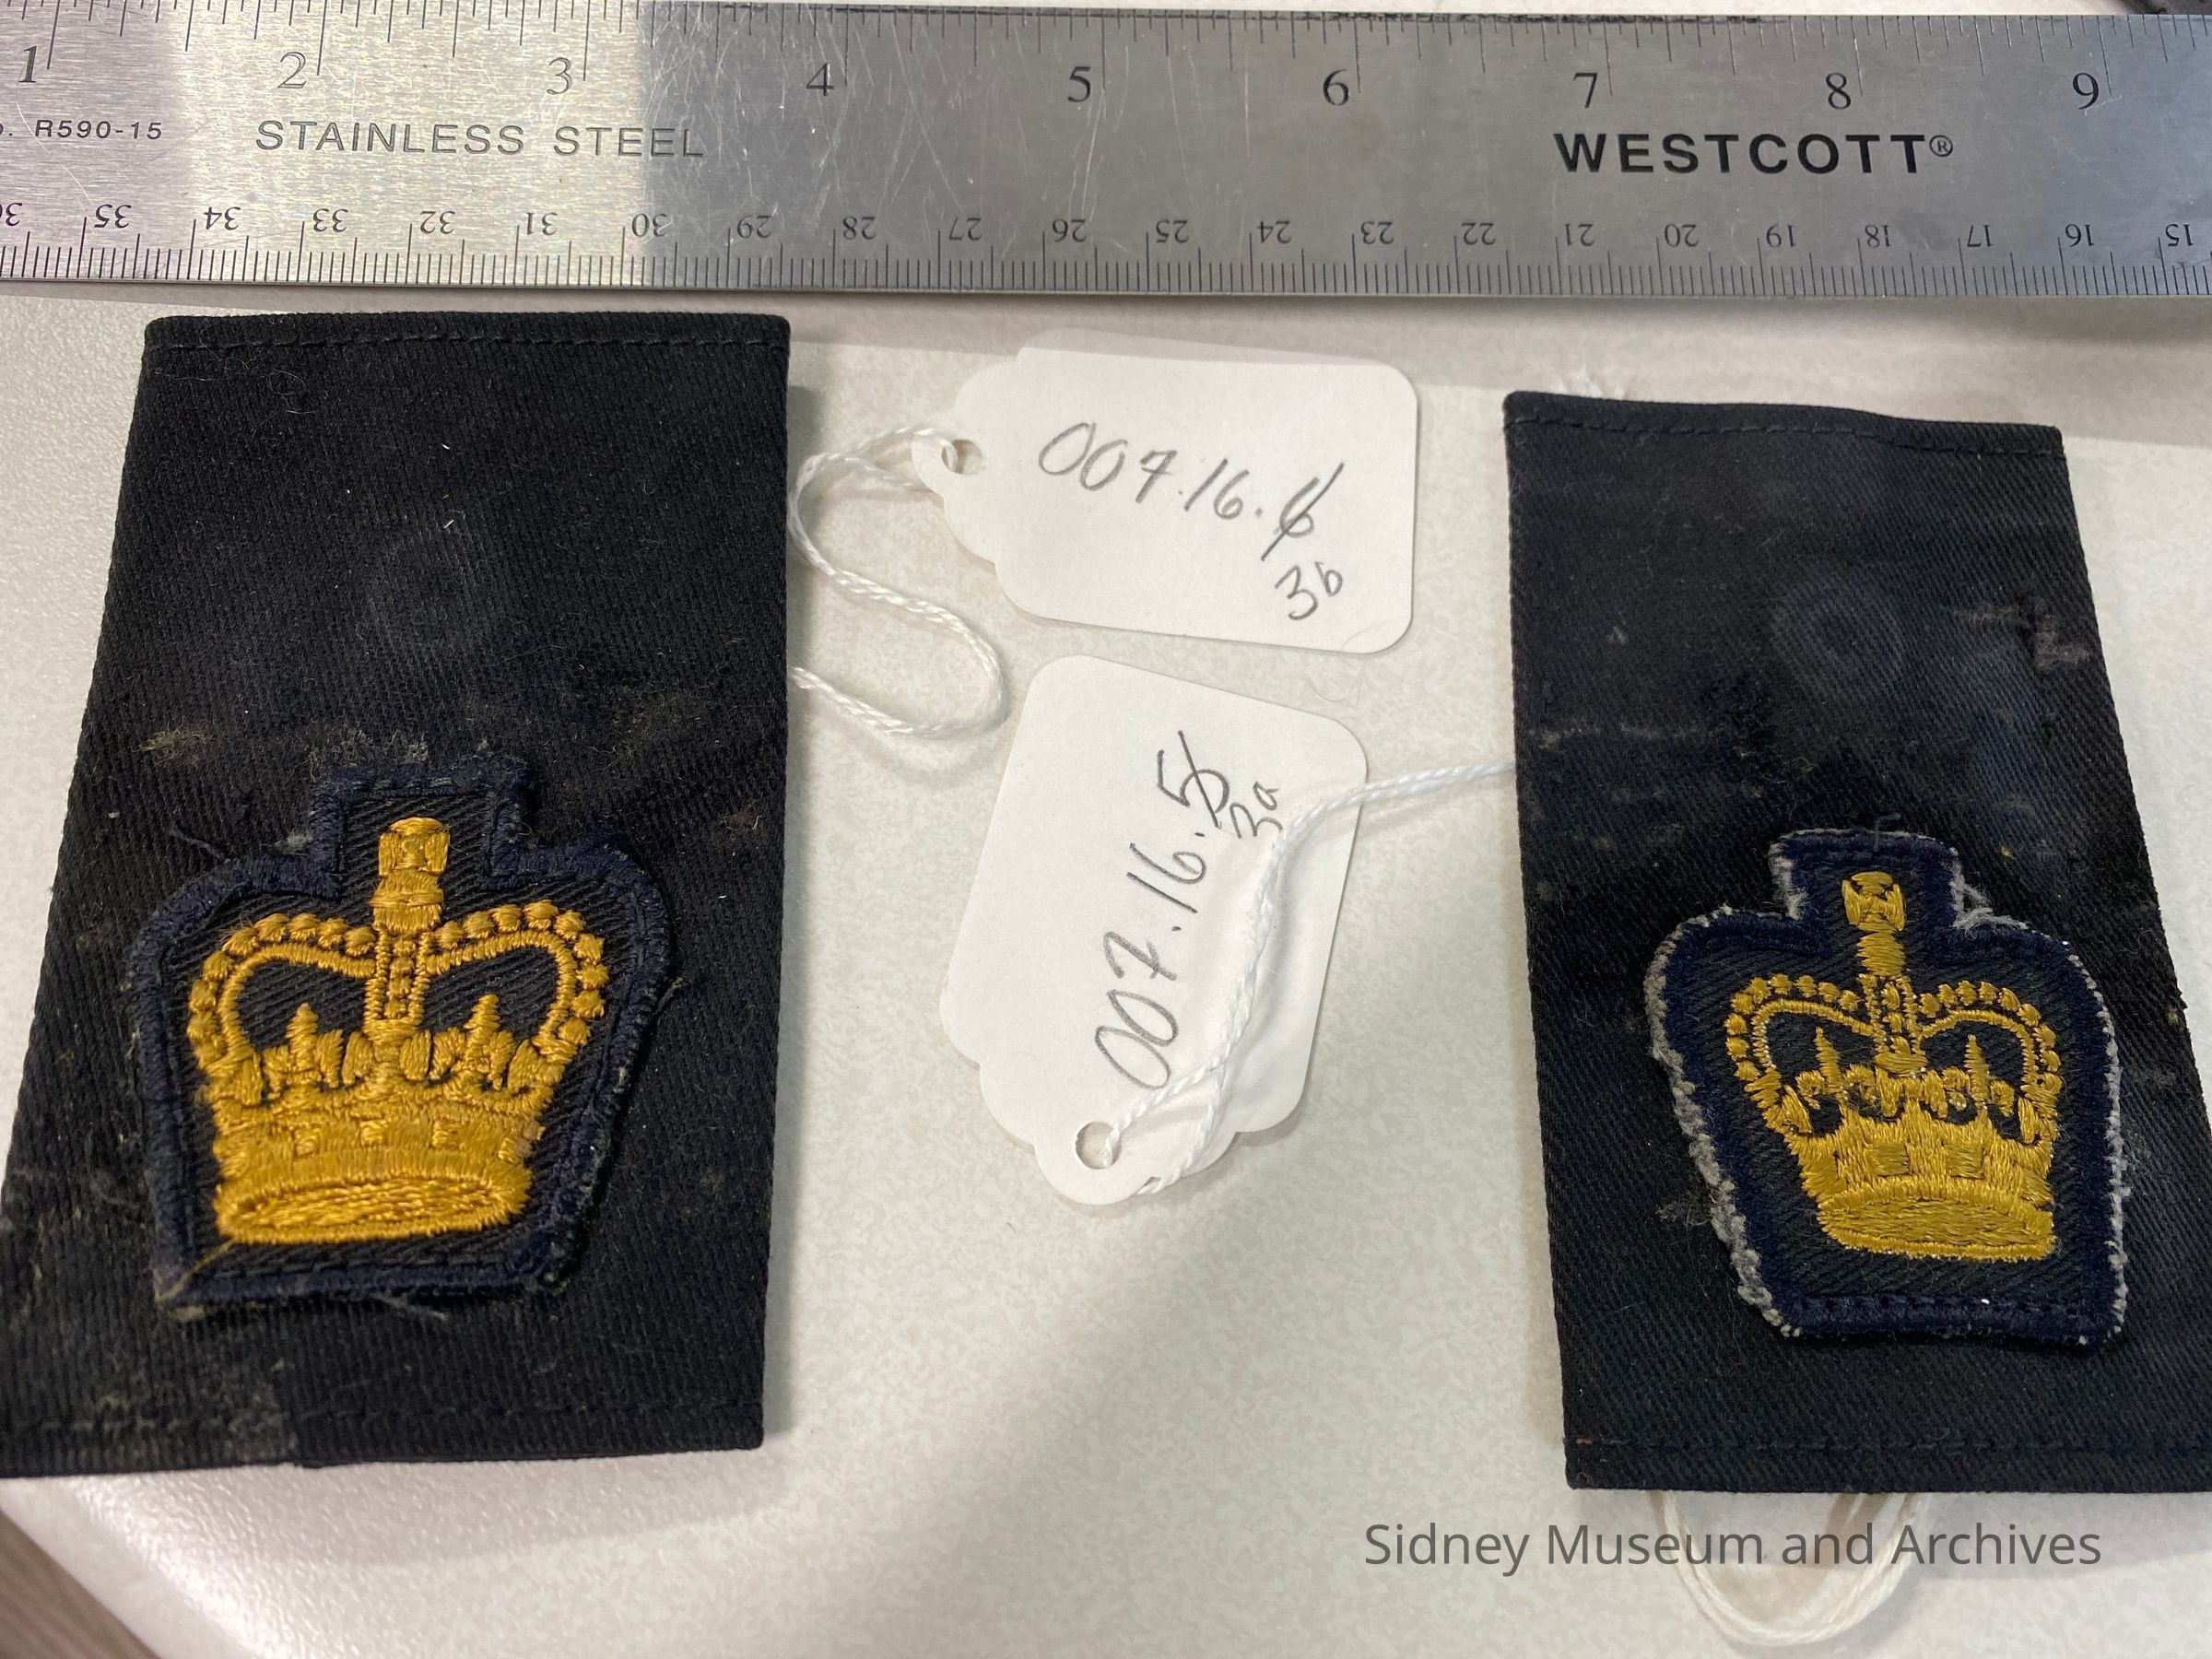 1 2 3 4 5 6 7 8 9
o. R590-15 STAINLESS STEEL WESTCOTT®
36 35 34 33 32 31 30 29 28 27 26 25 24 23 22 21 20 19 18 17 16 15
007.16.6
3b
007.16.5
3a
Sidney Museum and Archives